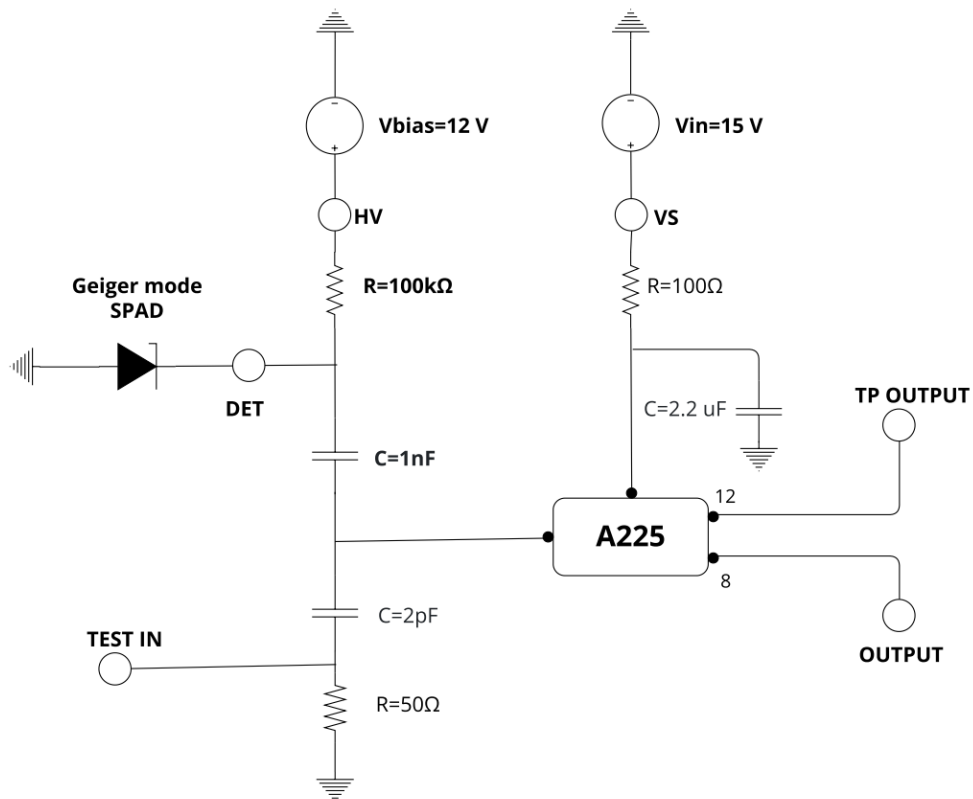 Vbias=12 V
Vin=15 V
HV
VS
R=100kΩ
R=100Ω
Geiger mode
SPAD
DET
C=2.2 uF
TP OUTPUT
C=1nF
12
A225
8
C=2pF
TEST IN
OUTPUT
R=50Ω